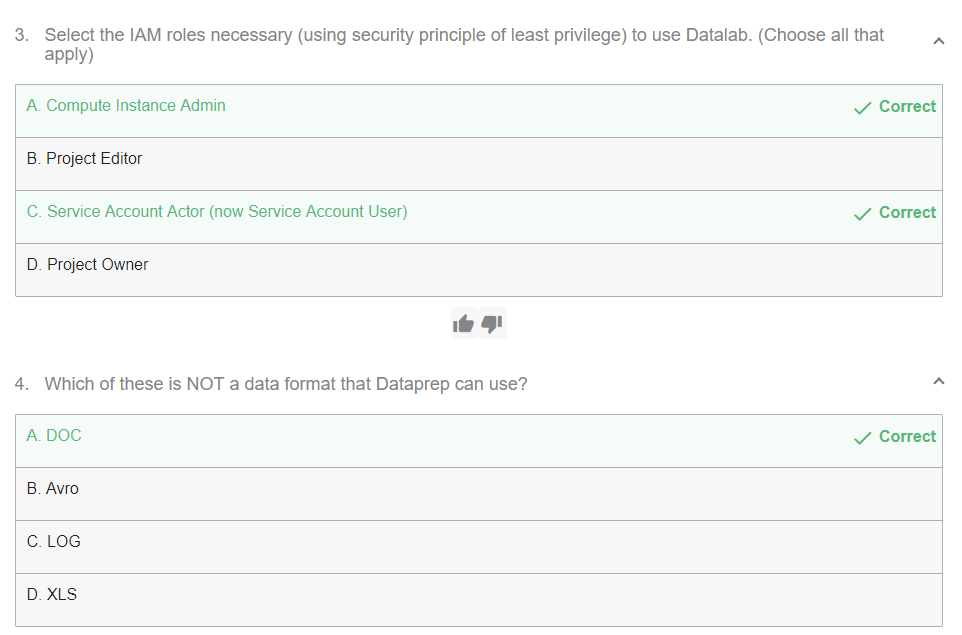 3. Select the IAM roles necessary (using security principle of least privilege) to use Datalab. (Choose all that
apply)
A. Compute Instance Admin Correct
B. Project Editor
C. Service Account Actor (now Service Account User) Correct
D. Project Owner
4. Which of these is NOT a data format that Dataprep can use?
A. DOC Correct
B. Avro
C. LOG
D. XLS